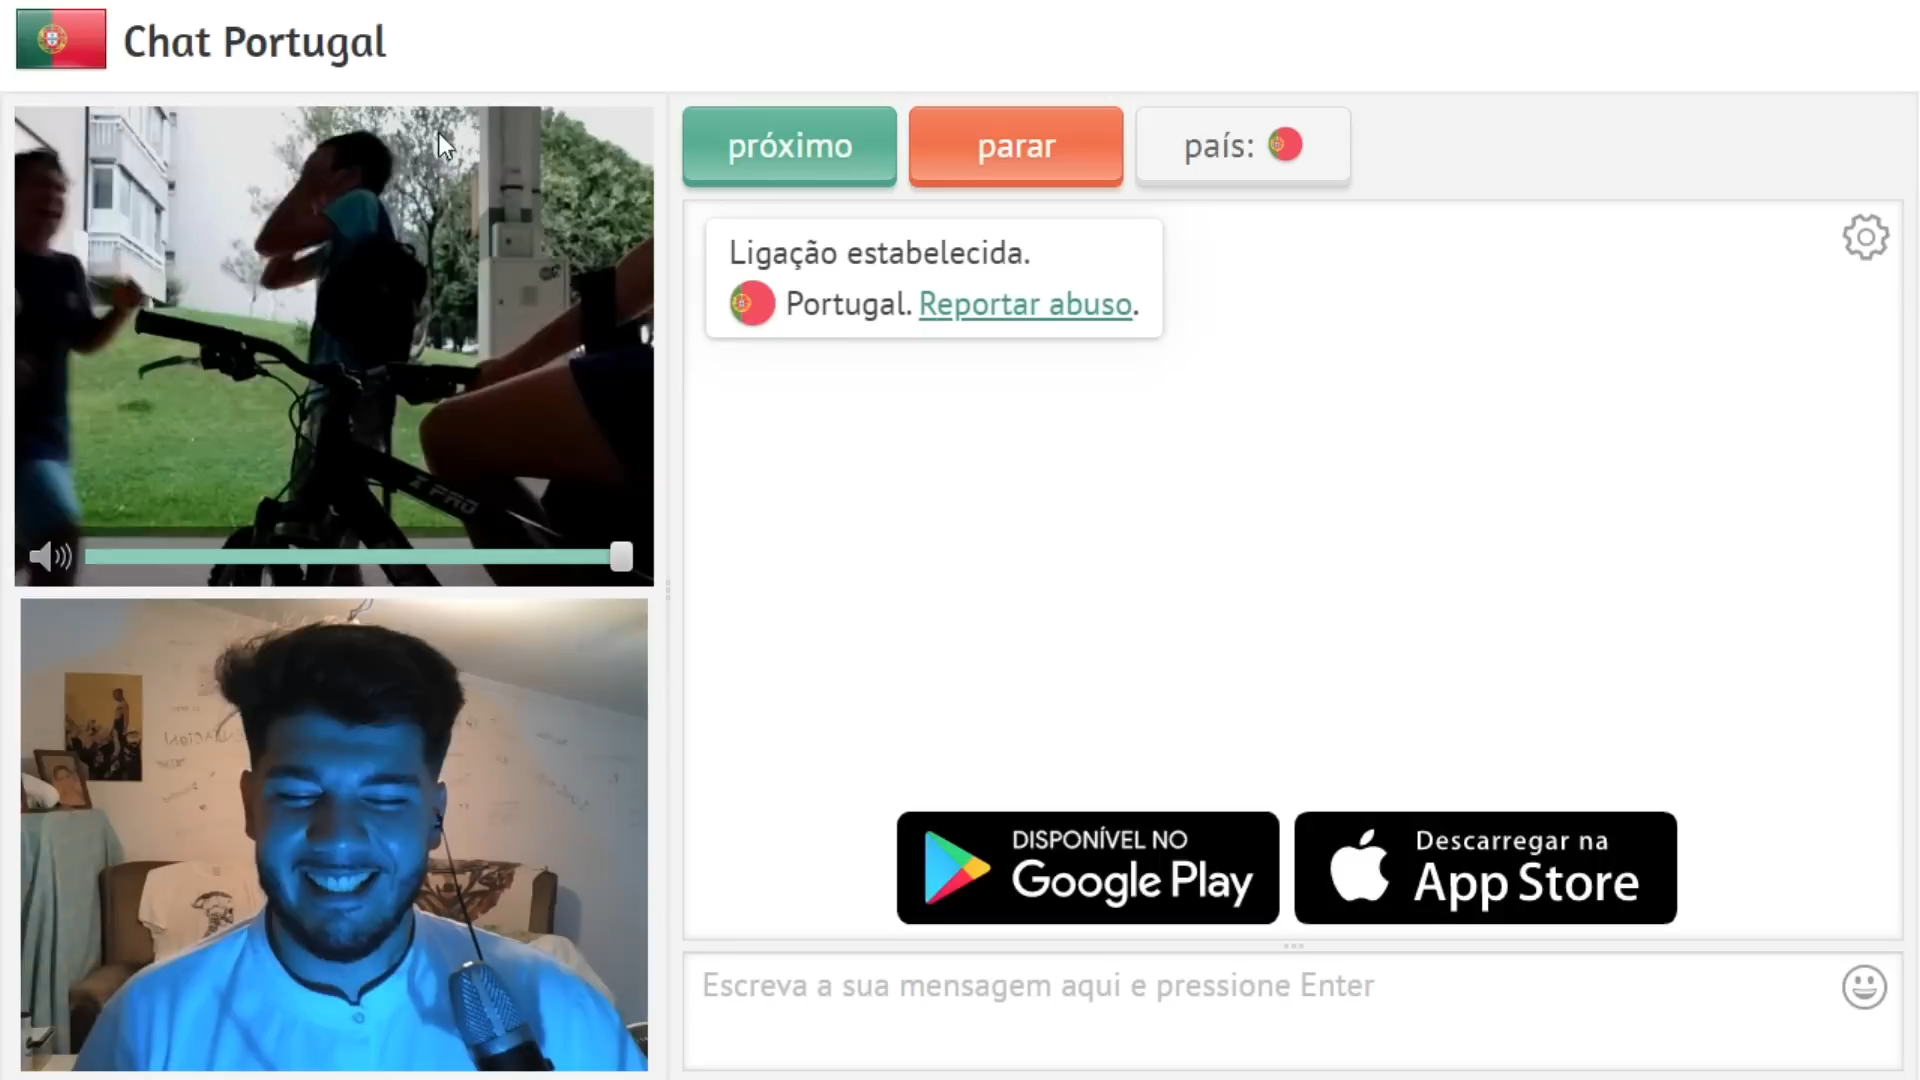 Chat Portugal
próximo
parar
país:
Ligação estabelecida.
Portugal. Reportar abuso.
X PRO
DISPONÍVEL NO
Google Play
Descarregar na
App Store
Escreva a sua mensagem aqui e pressione Enter